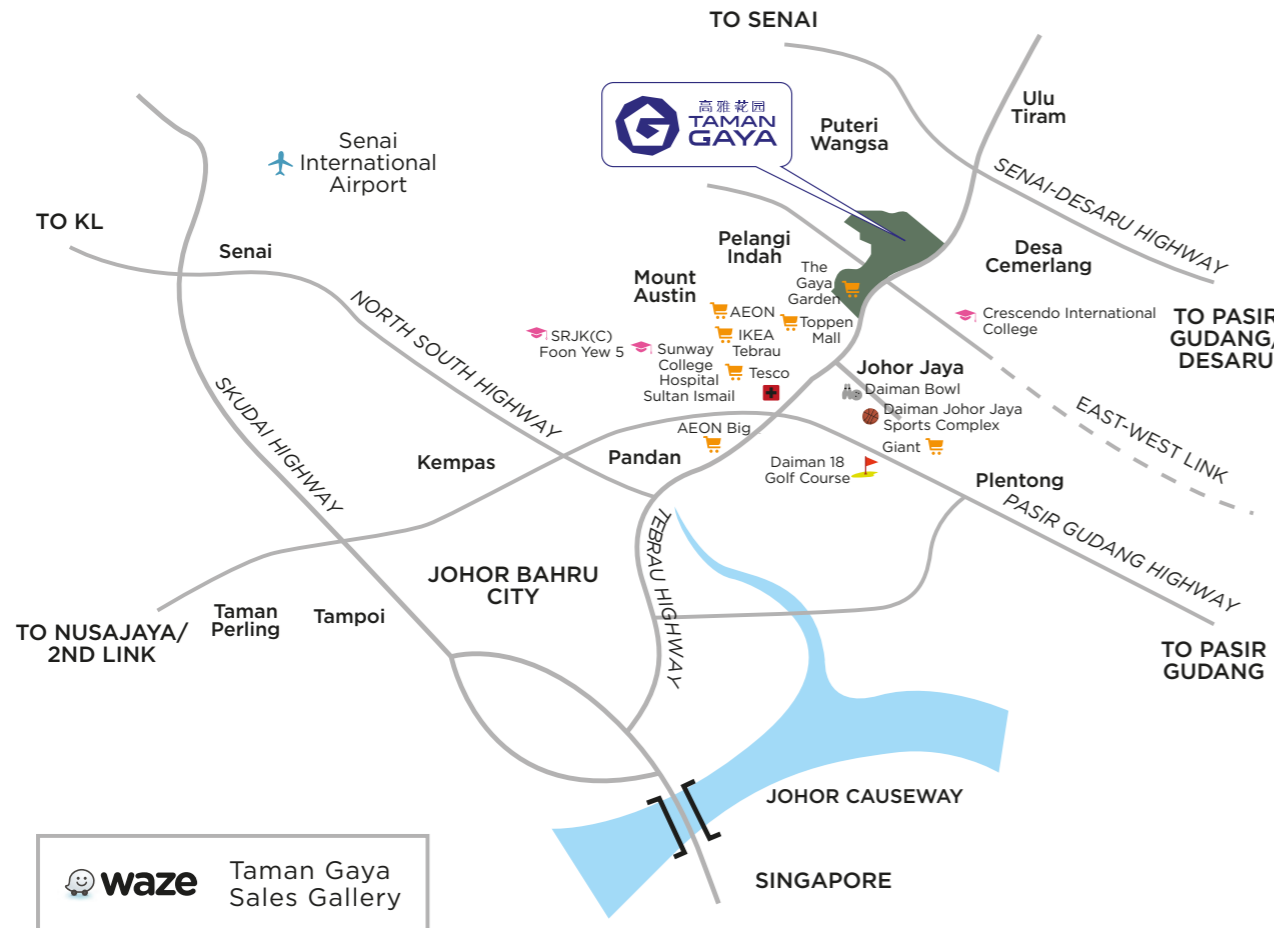 TO SENAI
高雅花园
TAMAN
GAYA
Ulu
Tiram
Puteri
Wangsa
SENAI-DESARU HIGHWAY
Senai
International
Airport
TO KL
Senai
Pelangi
Indah
Desa
Cemerlang
Mount
Austin
The
Gaya
Garden
NORTH SOUTH HIGHWAY
AEON
Toppen
Mall
IKEA
Tebrau
Crescendo International
College
TO PASIR
GUDANG/
DESARU
SRJK(C)
Foon Yew 5
Sunway
College
Hospital
Sultan Ismail
Tesco
Johor Jaya
Daiman Bowl
Daiman Johor Jaya
Sports Complex
Giant
EAST-WEST LINK
SKUDAI HIGHWAY
AEON Big
Kempas
Pandan
Daiman 18
Golf Course
Plentong
PASIR GUDANG HIGHWAY
TEBRAU HIGHWAY
JOHOR BAHRU
CITY
Taman
Perling
Tampoi
TO NUSAJAYA/
2ND LINK
TO PASIR
GUDANG
JOHOR CAUSEWAY
SINGAPORE
waze
Taman Gaya
Sales Gallery